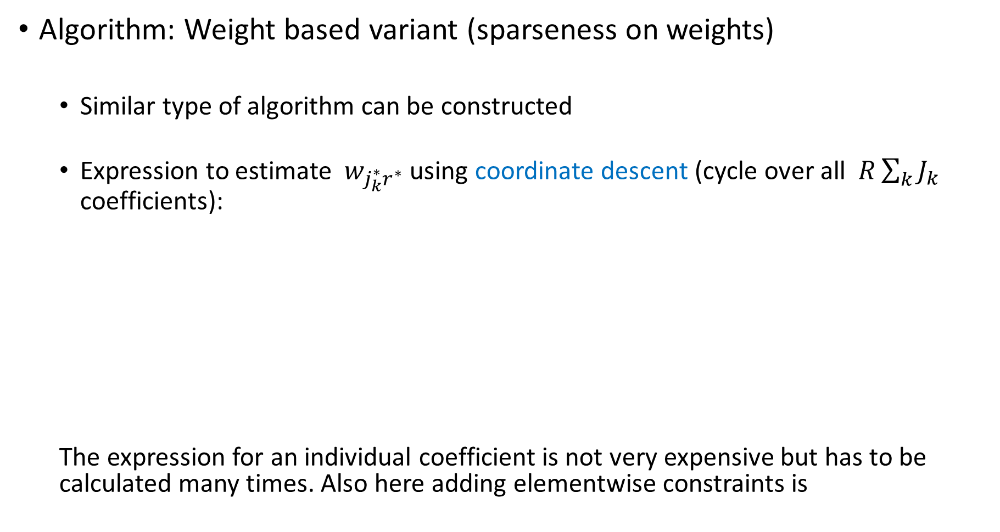 • Algorithm: Weight based variant (sparseness on weights)
• Similar type of algorithm can be constructed
• Expression to estimate $w_{j_k^* r^*}$ using coordinate descent (cycle over all $R \sum_k J_k$
coefficients):
The expression for an individual coefficient is not very expensive but has to be
calculated many times. Also here adding elementwise constraints is